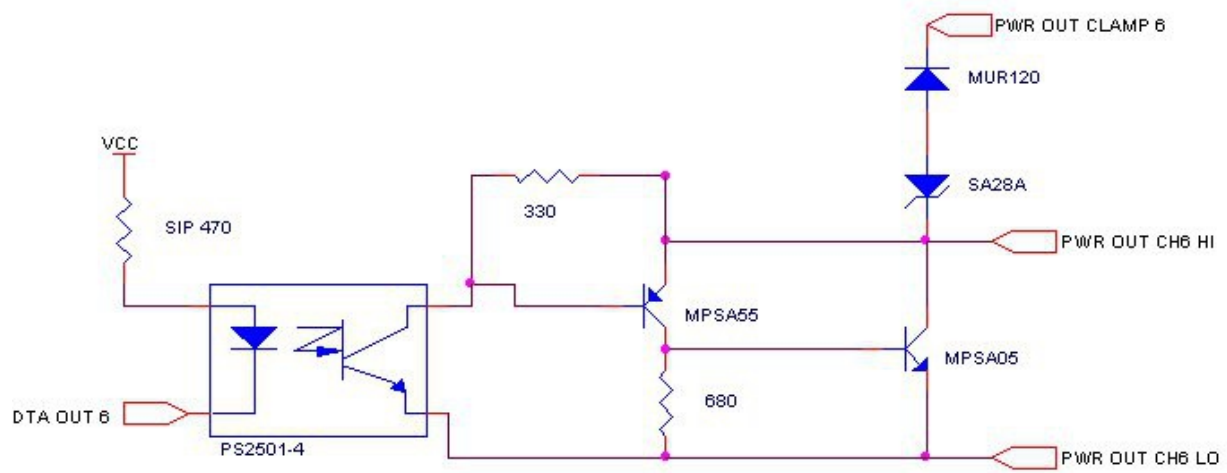 PWR OUT CLAMP 6
MUR120
VCC
SA28A
330
SIP 470
PWR OUT CH6 HI
MPSA55
MPSA05
680
DTA OUT 6
PS2501-4
PWR OUT CH6 LO